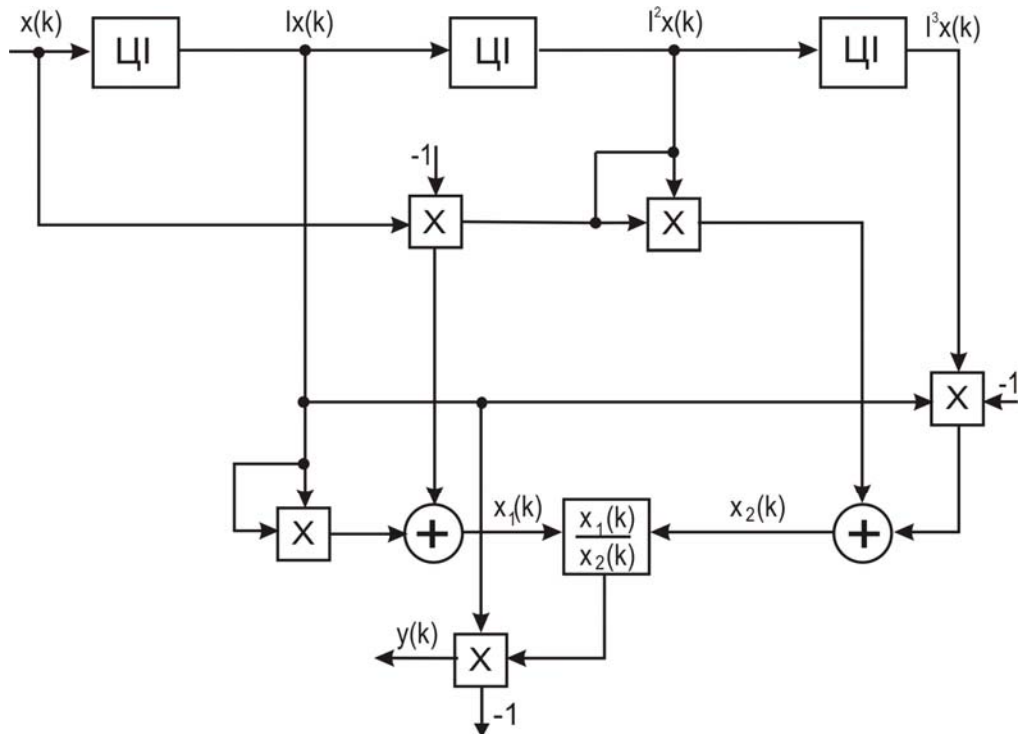 x(k) Ix(k) I²x(k) I³x(k)
ЦІ ЦІ ЦІ
-1
X X
X -1
x₁(k) x₂(k)
X + x₁(k) +
x₂(k)
y(k)
X
-1